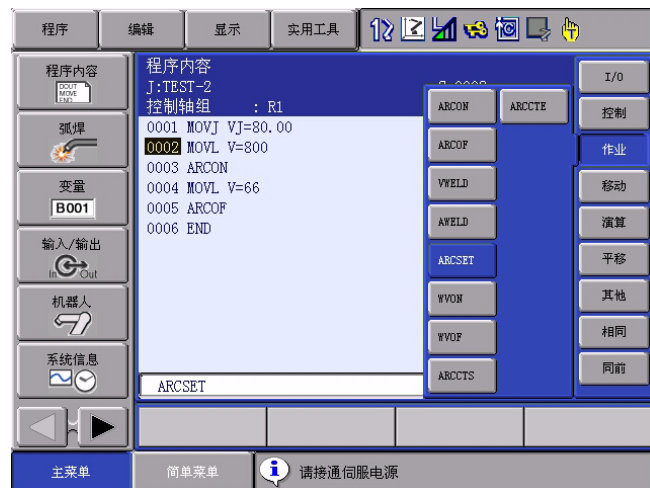 程序 编辑 显示 实用工具
程序内容
DOUT
MOVE
END
弧焊
变量
B001
输入/输出
In Out
机器人
系统信息
程序内容
J:TEST-2
控制轴组 : R1
0001 MOVJ VJ=80.00
0002 MOVL V=800
0003 ARCON
0004 MOVL V=66
0005 ARCOF
0006 END
ARCSET
ARCON ARCCTE
ARCOF
VWELD
AWELD
ARCSET
WVON
WVOF
ARCCTS
I/O
控制
作业
移动
演算
平移
其他
相同
同前
主菜单 简单菜单 请接通伺服电源